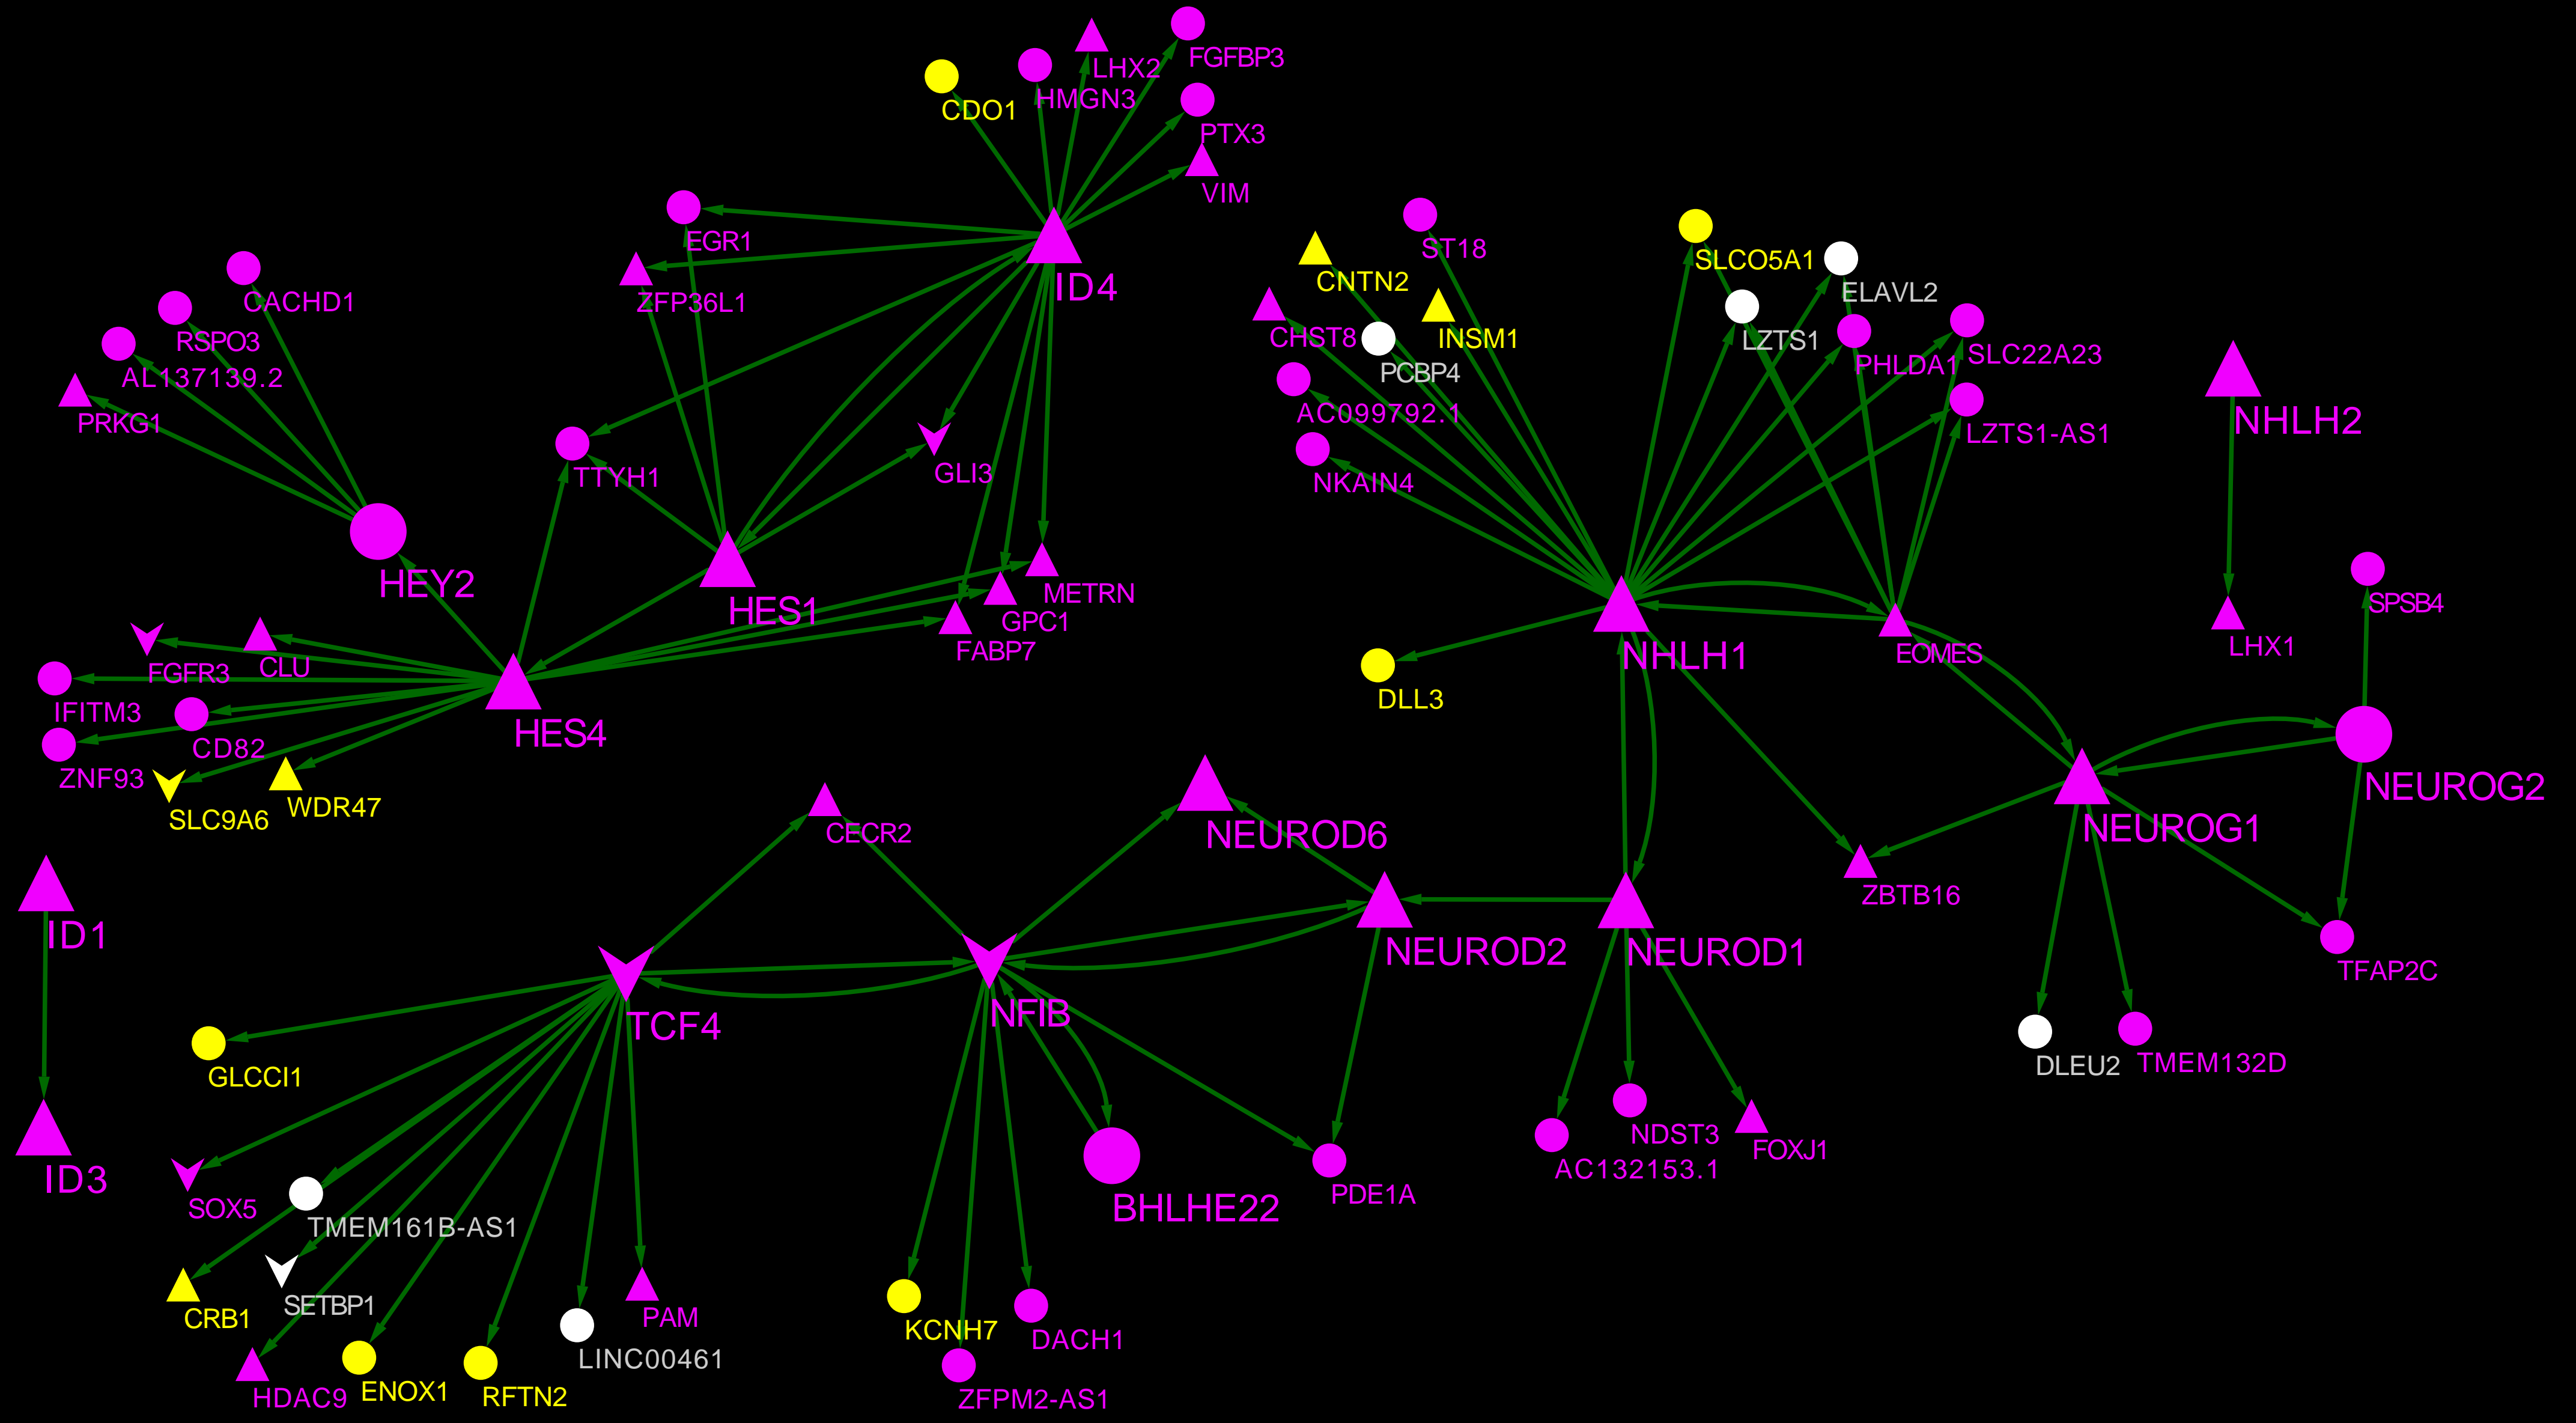 LHX2
FGFBP3
HMGN3
CDO1
PTX3
VIM
EGR1
ST18
SLCO5A1
CACHD1
ZFP36L1
ID4
CNTN2
ELAVL2
RSPO3
CHST8
INSM1
LZTS1
PHLDA1
SLC22A23
AL137139.2
PCBP4
PRKG1
AC099792.1
LZTS1-AS1
NHLH2
TTYH1
GLI3
NKAIN4
HEY2
HES1
METRN
GPC1
SPSB4
FABP7
NHLH1
EOMES
LHX1
FGFR3
CLU
IFITM3
DLL3
HES4
CD82
ZNF93
SLC9A6
WDR47
NEUROG2
CECR2
NEUROD6
NEUROG1
ZBTB16
ID1
NEUROD2
NEUROD1
TFAP2C
TCF4
NFIB
GLCCI1
DLEU2
TMEM132D
NDST3
FOXJ1
AC132153.1
ID3
SOX5
BHLHE22
PDE1A
TMEM161B-AS1
SETBP1
CRB1
PAM
KCNH7
DACH1
LINC00461
HDAC9
ENOX1
RFTN2
ZFPM2-AS1